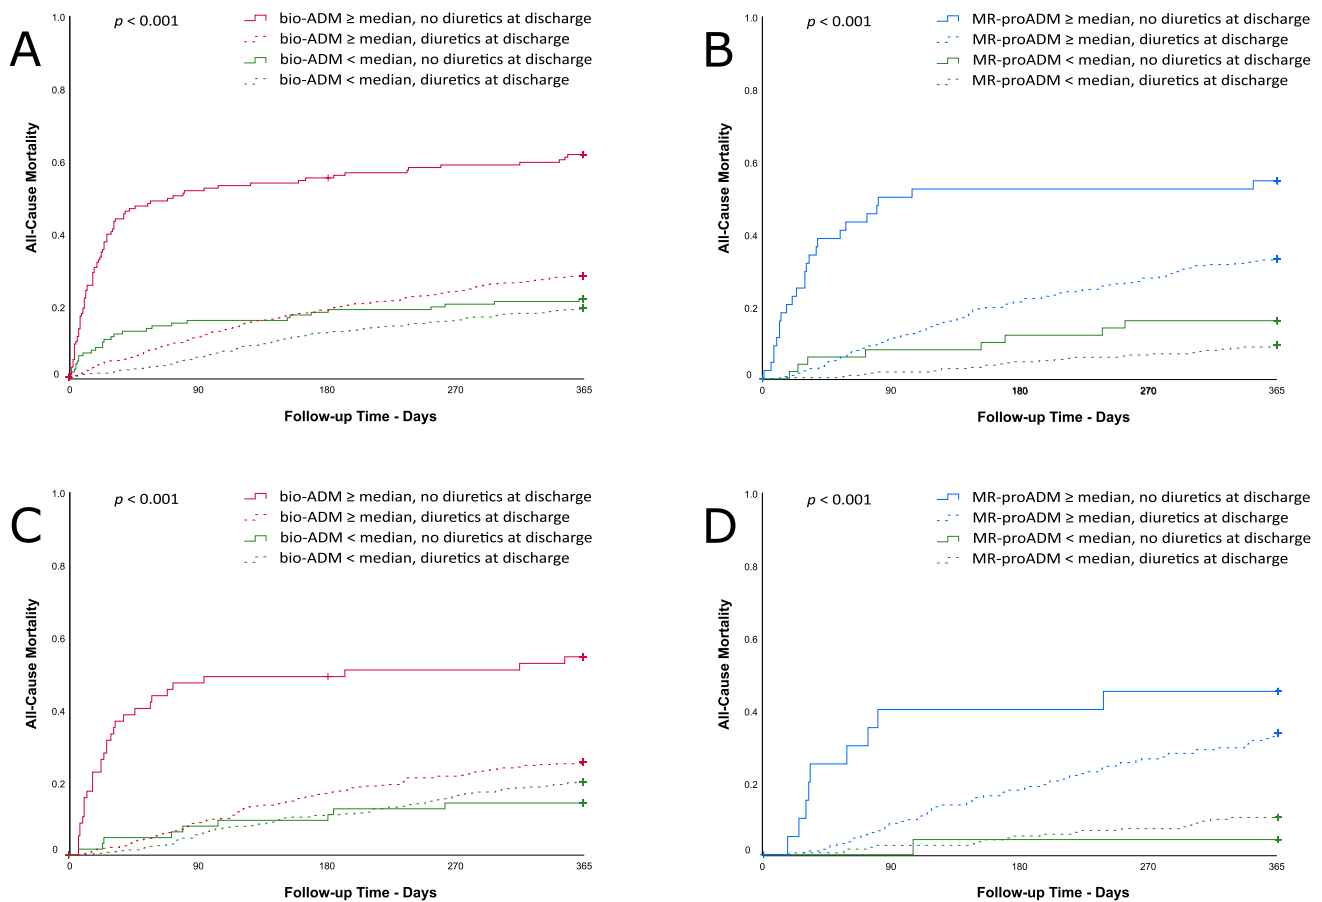 A
p < 0.001
bio-ADM ≥ median, no diuretics at discharge
bio-ADM ≥ median, diuretics at discharge
bio-ADM < median, no diuretics at discharge
bio-ADM < median, diuretics at discharge
All-Cause Mortality
1.0
0.8
0.6
0.4
0.2
0
0 90 180 270 365
Follow-up Time - Days
B
p < 0.001
MR-proADM ≥ median, no diuretics at discharge
MR-proADM ≥ median, diuretics at discharge
MR-proADM < median, no diuretics at discharge
MR-proADM < median, diuretics at discharge
All-Cause Mortality
1.0
0.8
0.6
0.4
0.2
0
0 90 180 270 365
Follow-up Time - Days
C
p < 0.001
bio-ADM ≥ median, no diuretics at discharge
bio-ADM ≥ median, diuretics at discharge
bio-ADM < median, no diuretics at discharge
bio-ADM < median, diuretics at discharge
All-Cause Mortality
1.0
0.8
0.6
0.4
0.2
0
0 90 180 270 365
Follow-up Time - Days
D
p < 0.001
MR-proADM ≥ median, no diuretics at discharge
MR-proADM ≥ median, diuretics at discharge
MR-proADM < median, no diuretics at discharge
MR-proADM < median, diuretics at discharge
All-Cause Mortality
1.0
0.8
0.6
0.4
0.2
0
0 90 180 270 365
Follow-up Time - Days